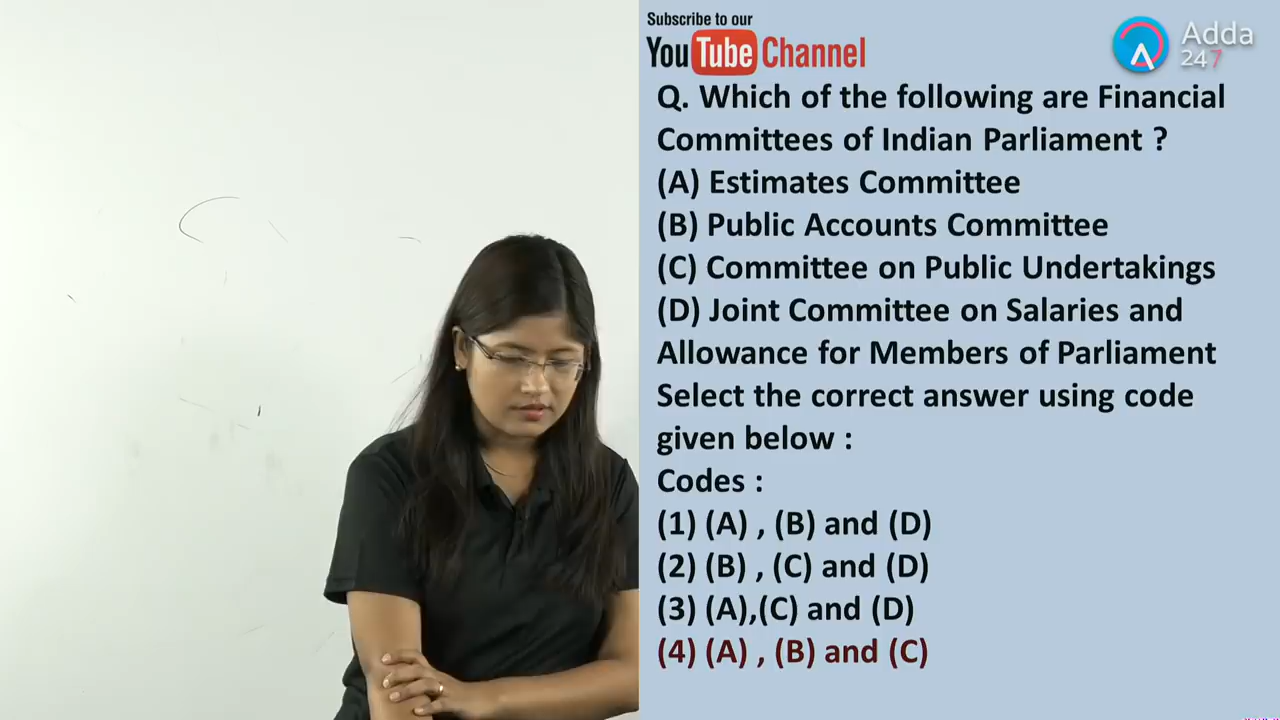 Subscribe to our
YouTube Channel
Adda
247
Q. Which of the following are Financial
Committees of Indian Parliament ?
(A) Estimates Committee
(B) Public Accounts Committee
(C) Committee on Public Undertakings
(D) Joint Committee on Salaries and
Allowance for Members of Parliament
Select the correct answer using code
given below :
Codes :
(1) (A) , (B) and (D)
(2) (B) , (C) and (D)
(3) (A),(C) and (D)
(4) (A) , (B) and (C)